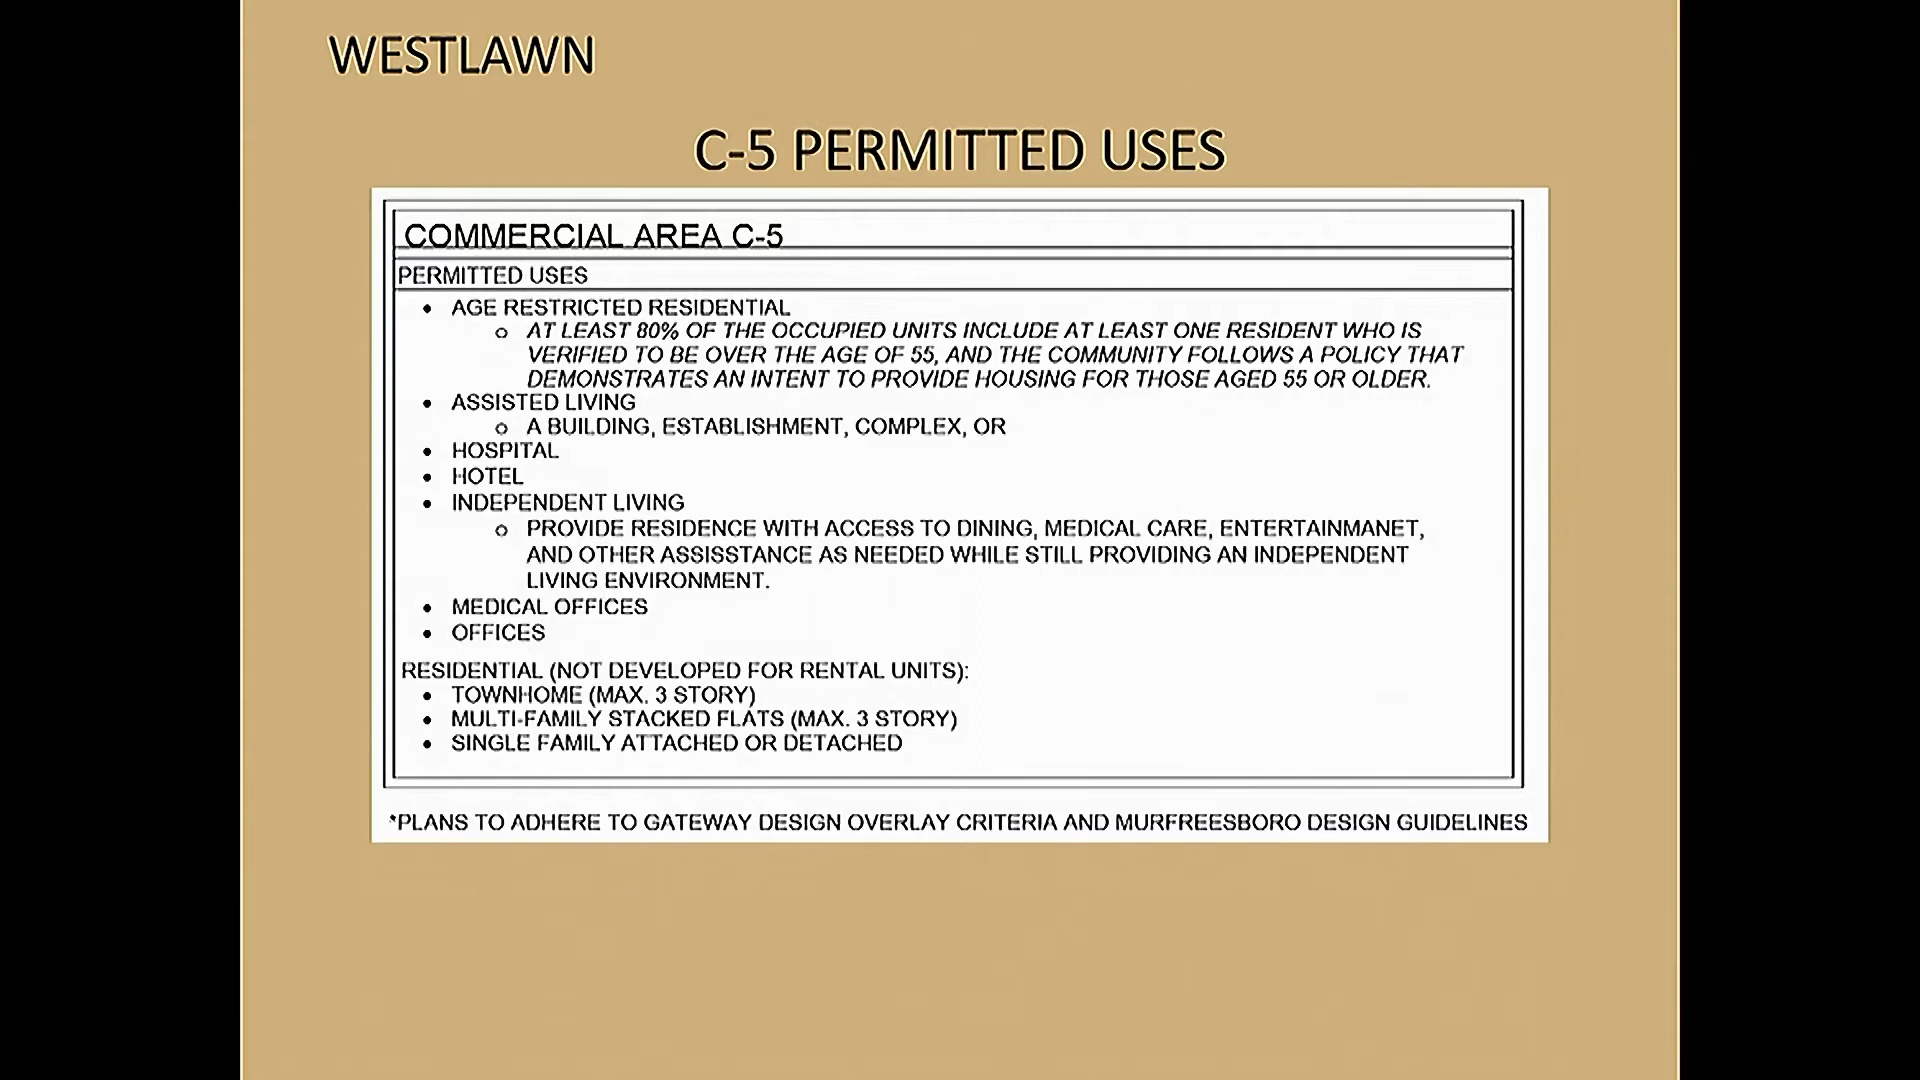 WESTLAWN
C-5 PERMITTED USES
COMMERCIAL AREA C-5
PERMITTED USES
• AGE RESTRICTED RESIDENTIAL
o AT LEAST 80% OF THE OCCUPIED UNITS INCLUDE AT LEAST ONE RESIDENT WHO IS
VERIFIED TO BE OVER THE AGE OF 55, AND THE COMMUNITY FOLLOWS A POLICY THAT
DEMONSTRATES AN INTENT TO PROVIDE HOUSING FOR THOSE AGED 55 OR OLDER.
• ASSISTED LIVING
o A BUILDING, ESTABLISHMENT, COMPLEX, OR
• HOSPITAL
• HOTEL
• INDEPENDENT LIVING
o PROVIDE RESIDENCE WITH ACCESS TO DINING, MEDICAL CARE, ENTERTAINMANET,
AND OTHER ASSISSTANCE AS NEEDED WHILE STILL PROVIDING AN INDEPENDENT
LIVING ENVIRONMENT.
• MEDICAL OFFICES
• OFFICES
RESIDENTIAL (NOT DEVELOPED FOR RENTAL UNITS):
• TOWNHOME (MAX. 3 STORY)
• MULTI-FAMILY STACKED FLATS (MAX. 3 STORY)
• SINGLE FAMILY ATTACHED OR DETACHED
*PLANS TO ADHERE TO GATEWAY DESIGN OVERLAY CRITERIA AND MURFREESBORO DESIGN GUIDELINES